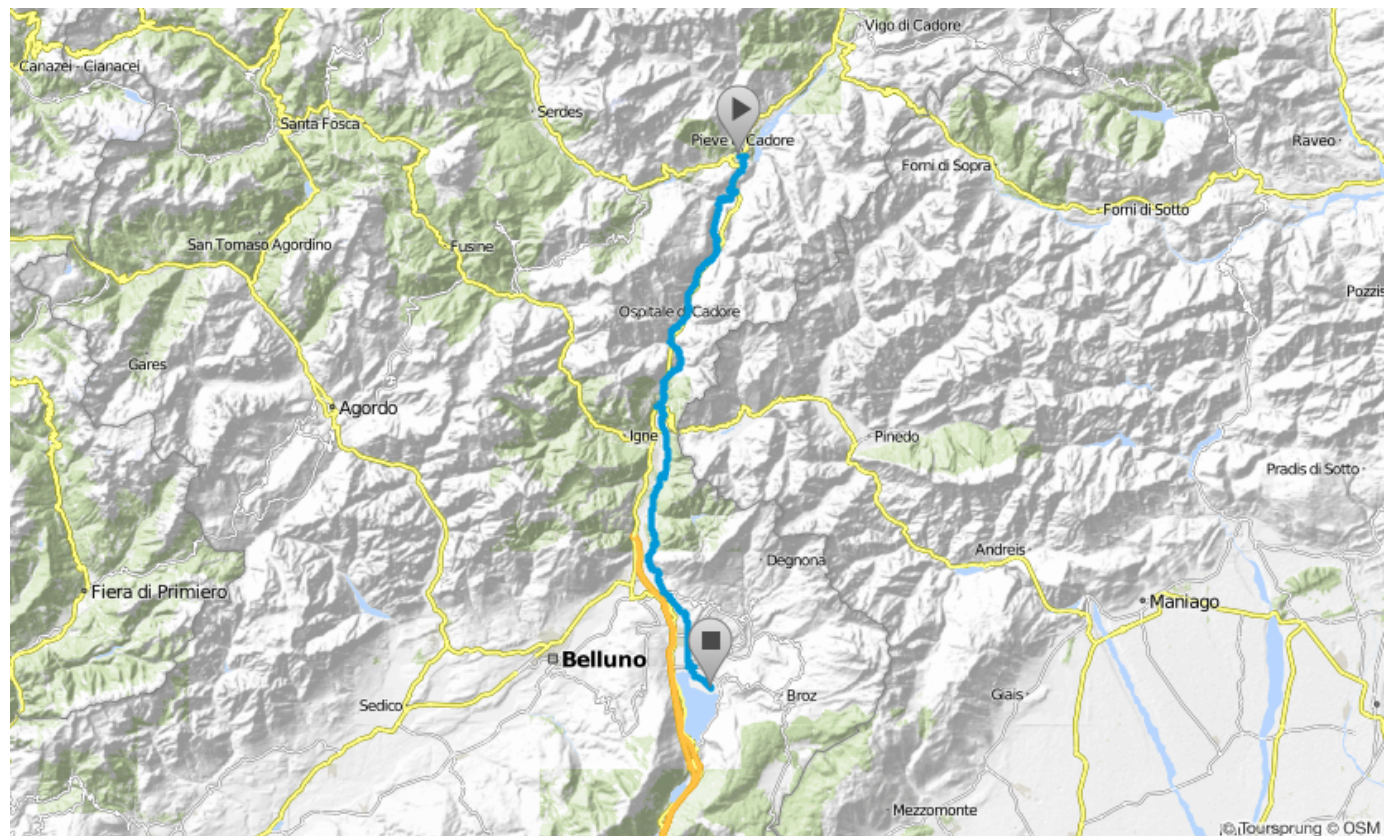 Vigo di Cadore
Canazei - Cianacei
Serdes
Santa Fosca
Pieve Cadore
Raveo
Forni di Sopra
Forni di Sotto
San Tomaso Agordino
Fusine
Pozzis
Ospitale di Cadore
Gares
Agordo
Igne
Pinedo
Pradis di Sotto
Andreis
Degnona
Fiera di Primiero
Maniago
Belluno
Broz
Giais
Sedico
Mezzomonte
© Toursprung © OSM